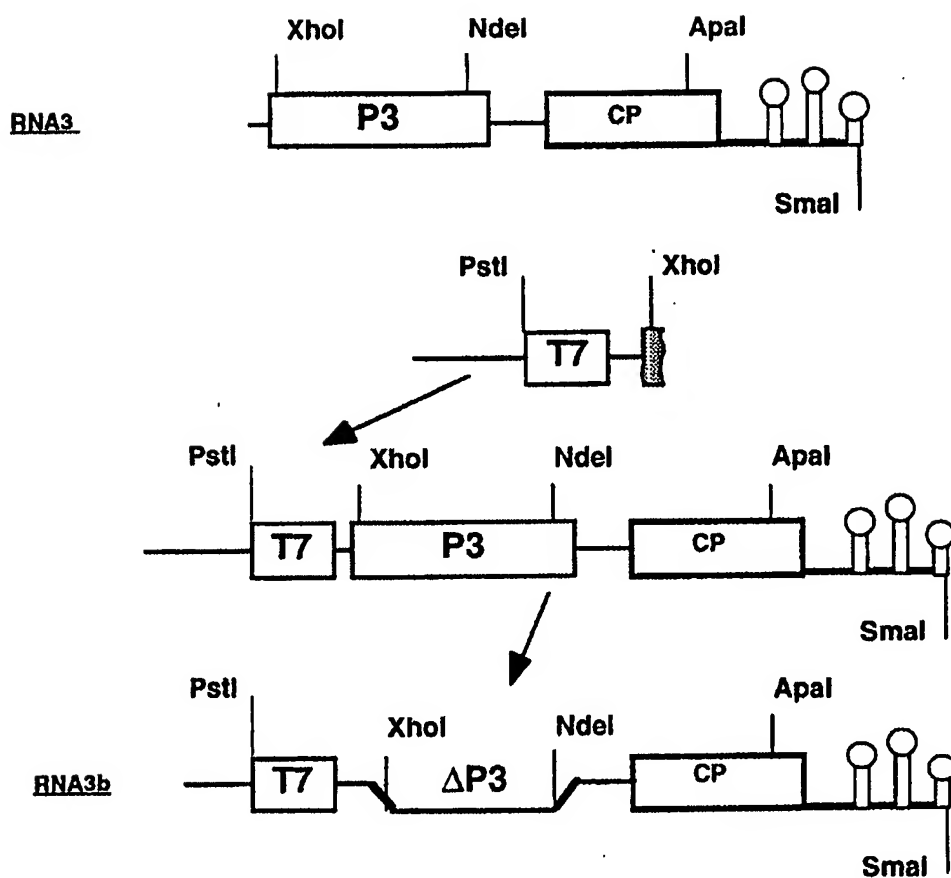 XhoI NdeI ApaI
RNA3 P3 CP
SmaI
PstI XhoI
T7
PstI XhoI NdeI ApaI
T7 P3 CP
SmaI
PstI XhoI NdeI ApaI
RNA3b T7 ΔP3 CP
SmaI